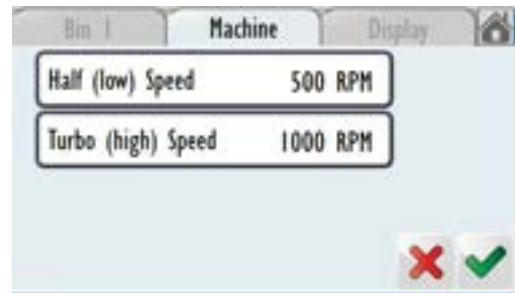 Bin 1 Machine Display
Half (low) Speed 500 RPM
Turbo (high) Speed 1000 RPM